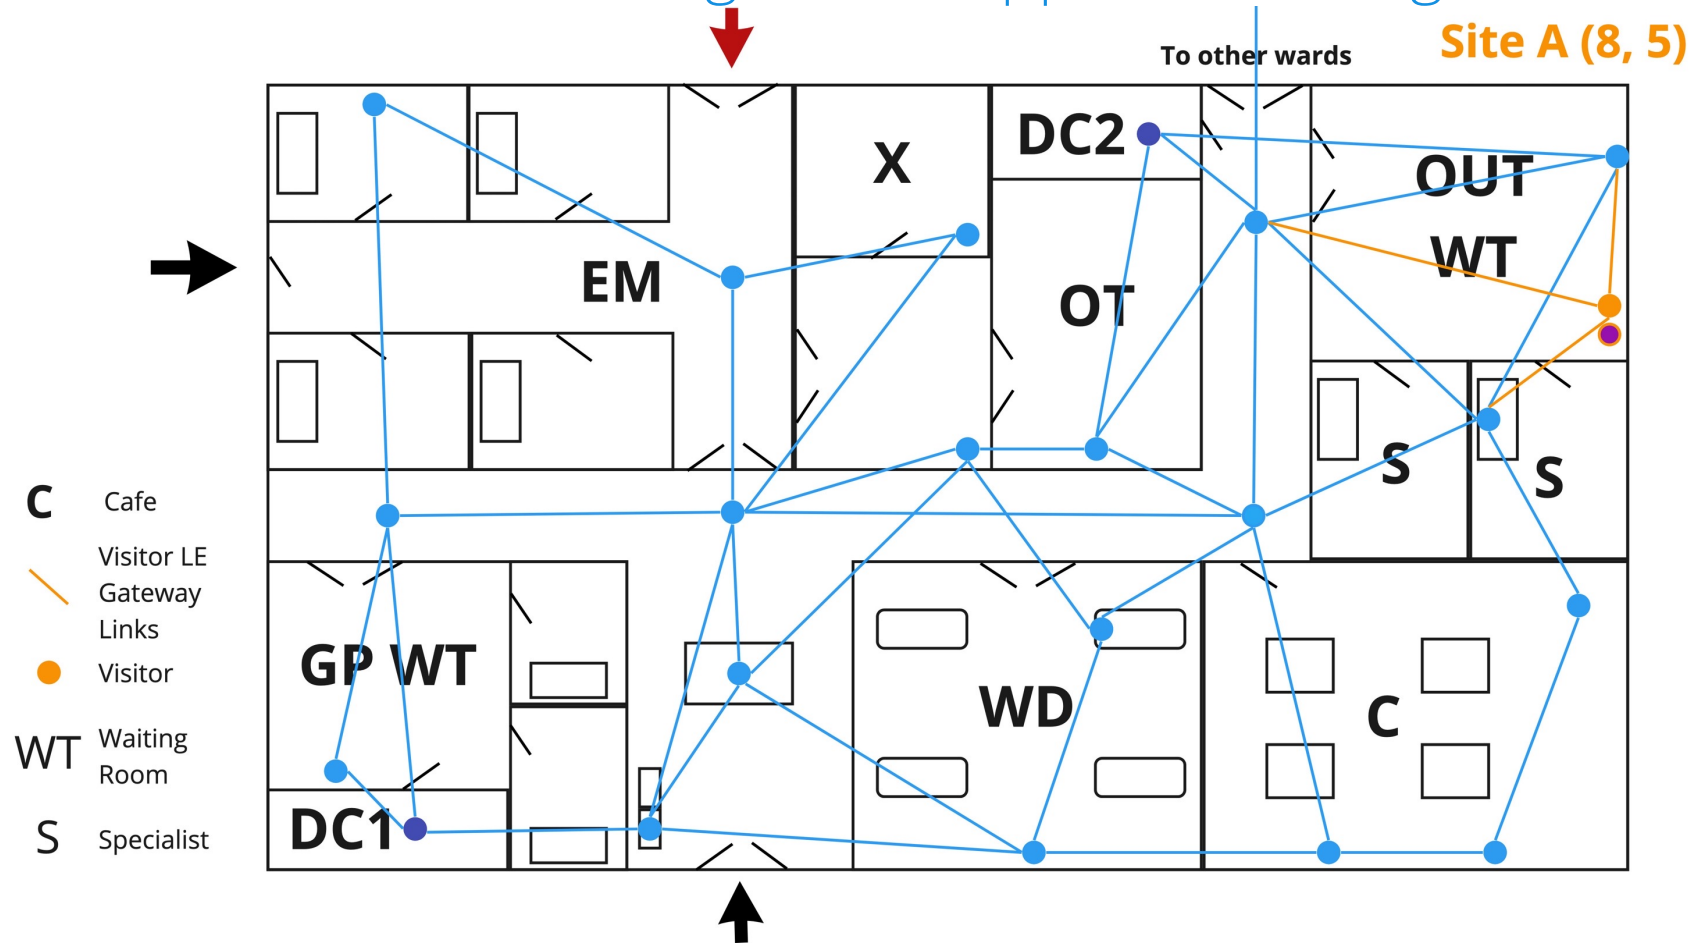 To other wards
Site A (8, 5)
X
DC2
OUT
WT
EM
OT
S
S
C Cafe
Visitor LE
Gateway
Links
Visitor
WT Waiting
Room
S Specialist
GP WT
WD
C
DC1